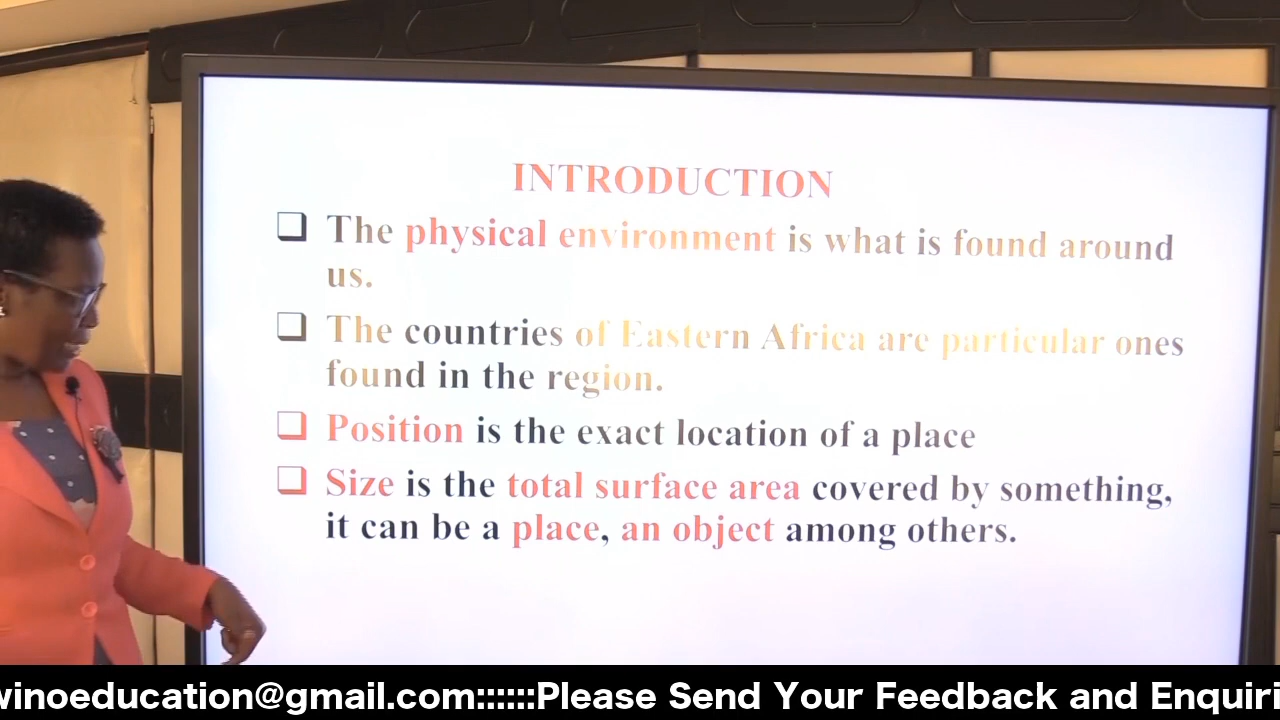 INTRODUCTION
The physical environment is what is found around
us.
The countries of Eastern Africa are particular ones
found in the region.
Position is the exact location of a place
Size is the total surface area covered by something,
it can be a place, an object among others.
winoeducation@gmail.com::::::Please Send Your Feedback and Enquiri